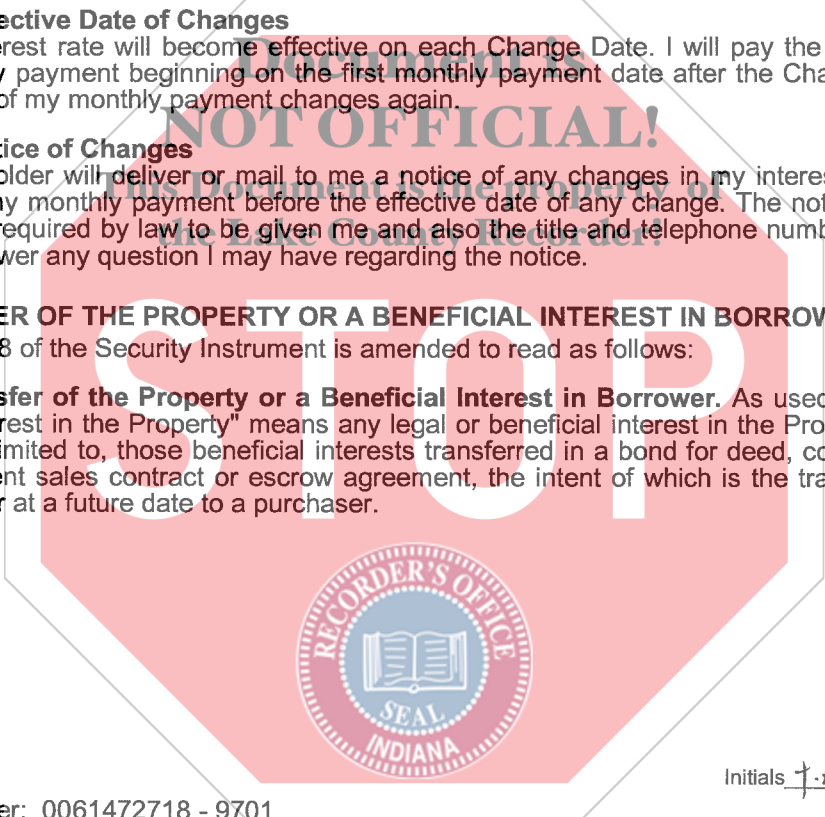 ective Date of Changes
erest rate will become effective on each Change Date. I will pay the
y payment beginning on the first monthly payment date after the Cha
of my monthly payment changes again.
tice of Changes
older will deliver or mail to me a notice of any changes in my interes
ny monthly payment before the effective date of any change. The not
required by law to be given me and also the title and telephone numb
wer any question I may have regarding the notice.
ER OF THE PROPERTY OR A BENEFICIAL INTEREST IN BORROW
8 of the Security Instrument is amended to read as follows:
sfer of the Property or a Beneficial Interest in Borrower. As used
rest in the Property" means any legal or beneficial interest in the Pro
imited to, those beneficial interests transferred in a bond for deed, co
ent sales contract or escrow agreement, the intent of which is the tra
r at a future date to a purchaser.
Document is
NOT OFFICIAL!
This Document is the property of
the Lake County Recorder!
STOP
RECORDER'S OFFICE
SEAL
INDIANA
Initials
er: 0061472718 - 9701